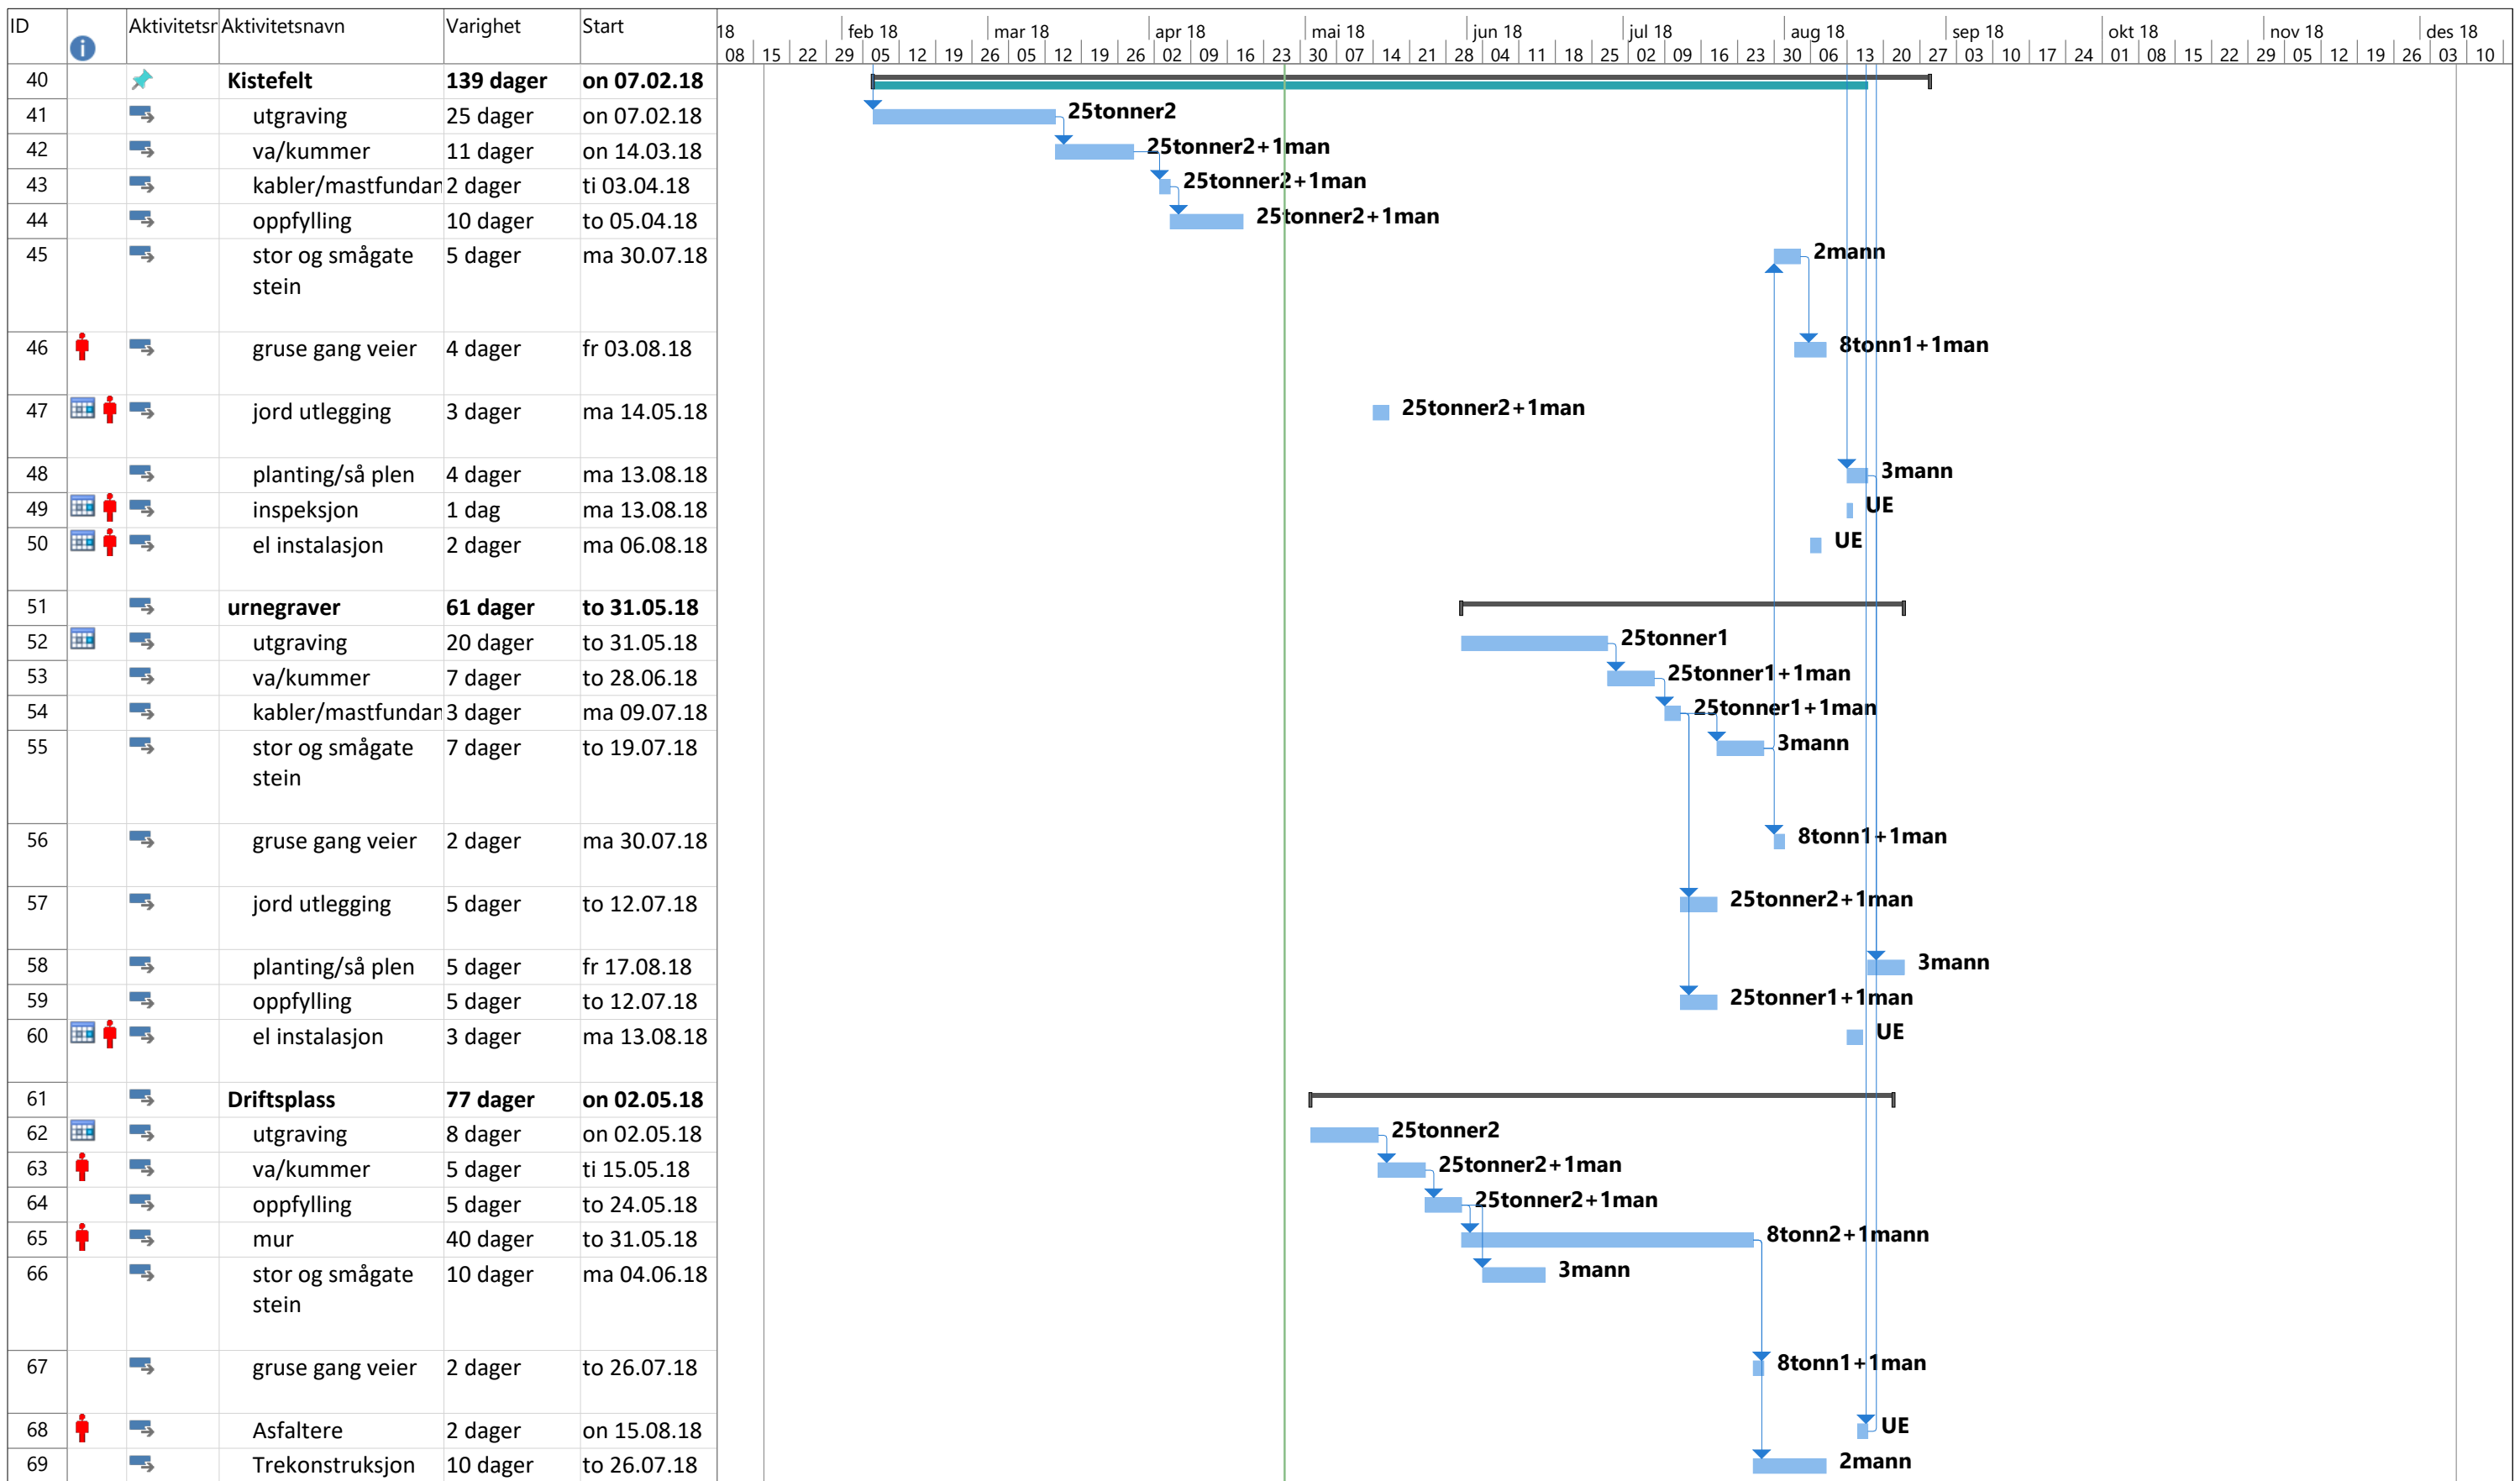 ID Aktivitetsr Aktivitetsnavn Varighet Start
18 feb 18 mar 18 apr 18 mai 18 jun 18 jul 18 aug 18 sep 18 okt 18 nov 18 des 18
08 15 22 29 05 12 19 26 05 12 19 26 02 09 16 23 30 07 14 21 28 04 11 18 25 02 09 16 23 30 06 13 20 27 03 10 17 24 01 08 15 22 29 05 12 19 26 03 10
40 Kistefelt 139 dager on 07.02.18
41 utgraving 25 dager on 07.02.18 25tonner2
42 va/kummer 11 dager on 14.03.18 25tonner2+1man
43 kabler/mastfundan 2 dager ti 03.04.18 25tonner2+1man
44 oppfylling 10 dager to 05.04.18 25tonner2+1man
45 stor og smågate 5 dager ma 30.07.18 2mann
stein
46 gruse gang veier 4 dager fr 03.08.18 8tonn1+1man
47 jord utlegging 3 dager ma 14.05.18 25tonner2+1man
48 planting/så plen 4 dager ma 13.08.18 3mann
49 inspeksjon 1 dag ma 13.08.18 UE
50 el instalasjon 2 dager ma 06.08.18 UE
51 urnegraver 61 dager to 31.05.18
52 utgraving 20 dager to 31.05.18 25tonner1
53 va/kummer 7 dager to 28.06.18 25tonner1+1man
54 kabler/mastfundan 3 dager ma 09.07.18 25tonner1+1man
55 stor og smågate 7 dager to 19.07.18 3mann
stein
56 gruse gang veier 2 dager ma 30.07.18 8tonn1+1man
57 jord utlegging 5 dager to 12.07.18 25tonner2+1man
58 planting/så plen 5 dager fr 17.08.18 3mann
59 oppfylling 5 dager to 12.07.18 25tonner1+1man
60 el instalasjon 3 dager ma 13.08.18 UE
61 Driftsplass 77 dager on 02.05.18
62 utgraving 8 dager on 02.05.18 25tonner2
63 va/kummer 5 dager ti 15.05.18 25tonner2+1man
64 oppfylling 5 dager to 24.05.18 25tonner2+1man
65 mur 40 dager to 31.05.18 8tonn2+1mann
66 stor og smågate 10 dager ma 04.06.18 3mann
stein
67 gruse gang veier 2 dager to 26.07.18 8tonn1+1man
68 Asfaltere 2 dager on 15.08.18 UE
69 Trekonstruksjon 10 dager to 26.07.18 2mann